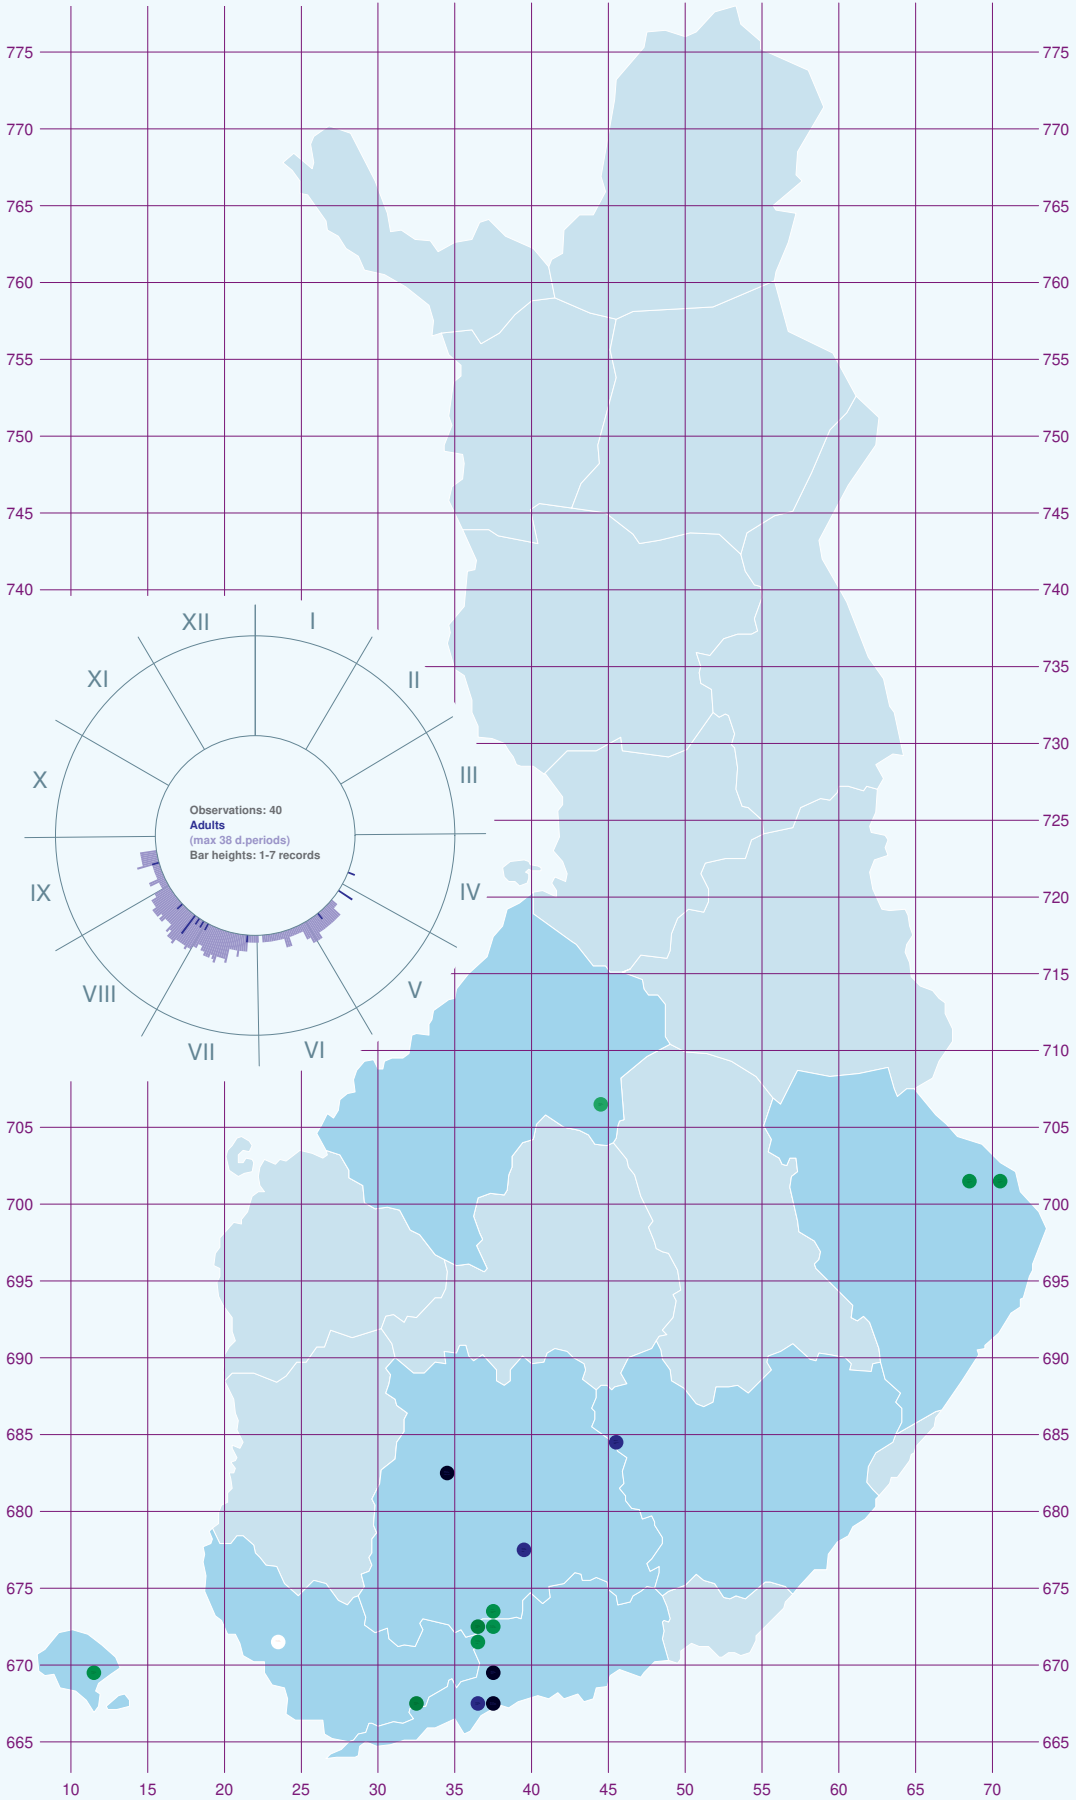 775 775
770 770
765 765
760 760
755 755
750 750
745 745
740 740
XII I
735
XI II
730
X III
725
Observations: 40
Adults
(max 38 d.periods)
Bar heights: 1-7 records
IX IV
720
VIII V
715
VII VI
710
705 705
700 700
695 695
690 690
685 685
680 680
675 675
670 670
665 665
10 15 20 25 30 35 40 45 50 55 60 65 70